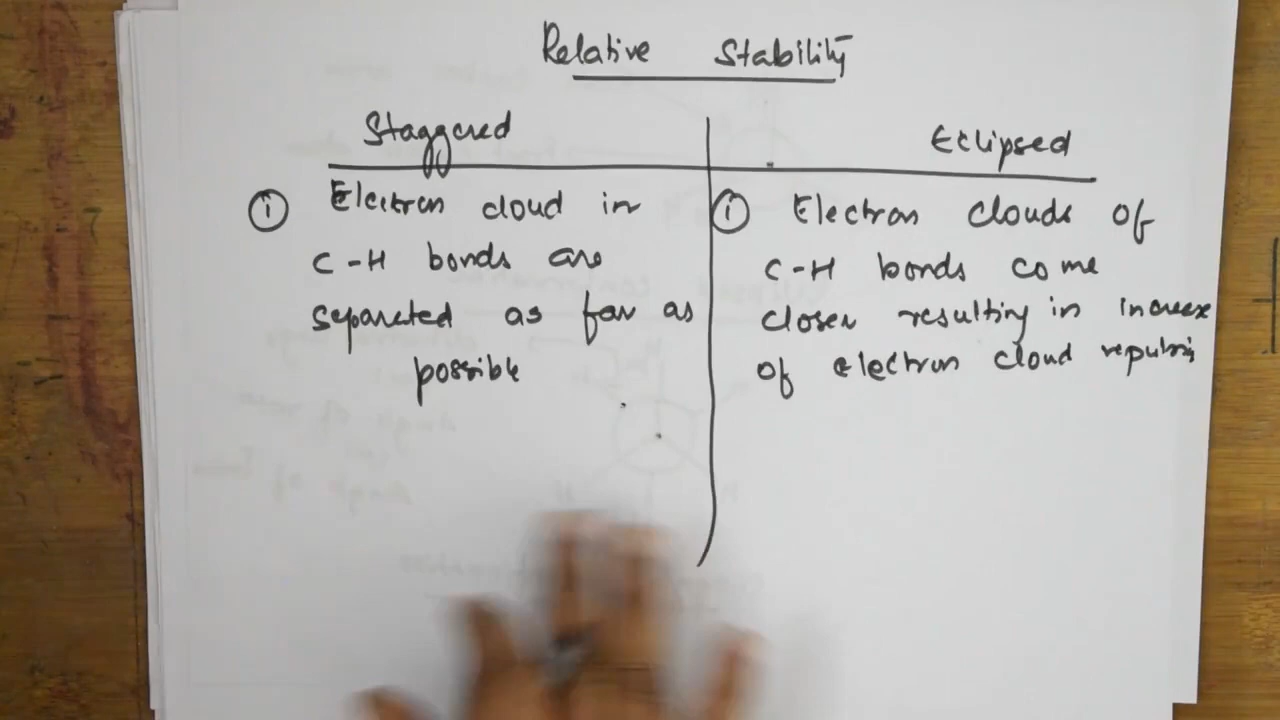 Relative Stability
Staggered
① Electron cloud in
C-H bonds are
separated as far as
possible
Eclipsed
① Electron clouds of
C-H bonds come
closer resulting in increase
of electron cloud repulsion